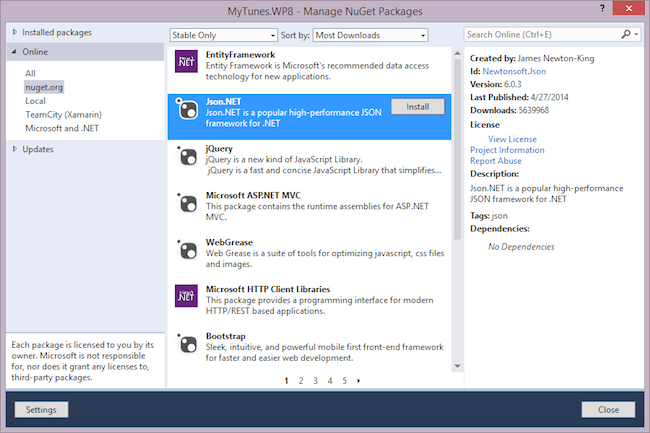 MyTunes.WP8 - Manage NuGet Packages
?
Installed packages
Online
All
nuget.org
Local
TeamCity (Xamarin)
Microsoft and .NET
Updates
Each package is licensed to you by its
owner. Microsoft is not responsible
for, nor does it grant any licenses to,
third-party packages.
Stable Only
Sort by: Most Downloads
.NET
EntityFramework
Entity Framework is Microsoft's recommended data access
technology for new applications.
Json.NET
Json.NET is a popular high-performance JSON
framework for .NET
Install
jQuery
jQuery is a new kind of JavaScript Library.
jQuery is a fast and concise JavaScript Library that simplifies...
Microsoft ASP.NET MVC
This package contains the runtime assemblies for ASP.NET
MVC.
WebGrease
Web Grease is a suite of tools for optimizing javascript, css files
and images.
.NET
Microsoft HTTP Client Libraries
This package provides a programming interface for modern
HTTP/REST based applications.
Bootstrap
Sleek, intuitive, and powerful mobile first front-end framework
for faster and easier web development.
1 2 3 4 5
Search Online (Ctrl+E)
Created by: James Newton-King
Id: Newtonsoft.Json
Version: 6.0.3
Last Published: 4/27/2014
Downloads: 5639968
License
View License
Project Information
Report Abuse
Description:
Json.NET is a popular high-performance
JSON framework for .NET
Tags: json
Dependencies:
No Dependencies
Settings
Close